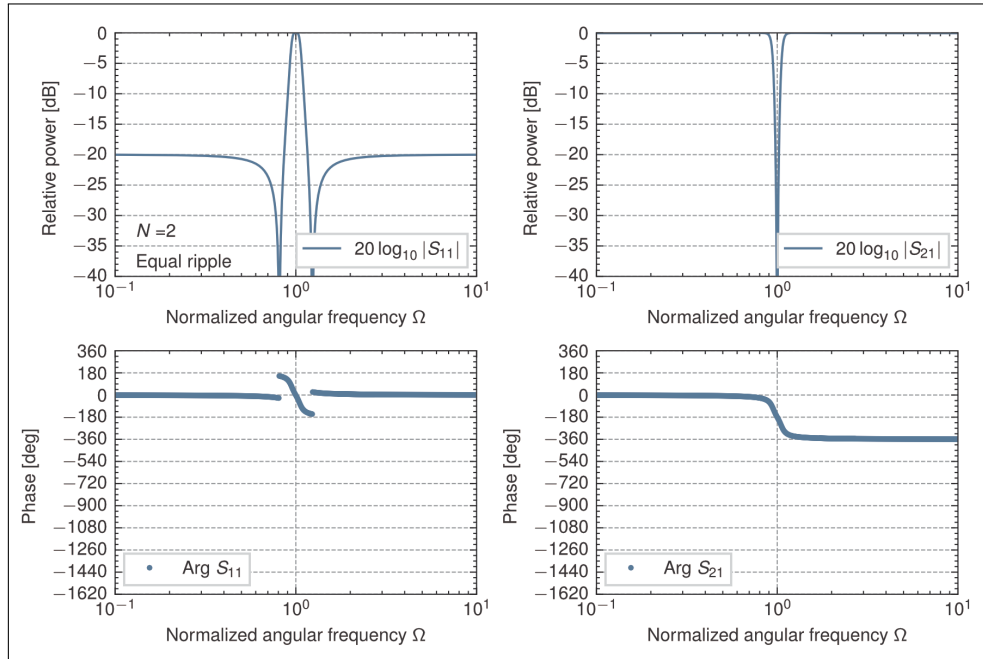 0
−5
−10
−15
−20
−25
−30
−35
−40
Relative power [dB]
N =2
Equal ripple
20 log₁₀ |S₁₁|
10⁻¹ 10⁰ 10¹
Normalized angular frequency Ω
0
−5
−10
−15
−20
−25
−30
−35
−40
Relative power [dB]
20 log₁₀ |S₂₁|
10⁻¹ 10⁰ 10¹
Normalized angular frequency Ω
360
180
0
−180
−360
−540
−720
−900
−1080
−1260
−1440
−1620
Phase [deg]
Arg S₁₁
10⁻¹ 10⁰ 10¹
Normalized angular frequency Ω
360
180
0
−180
−360
−540
−720
−900
−1080
−1260
−1440
−1620
Phase [deg]
Arg S₂₁
10⁻¹ 10⁰ 10¹
Normalized angular frequency Ω